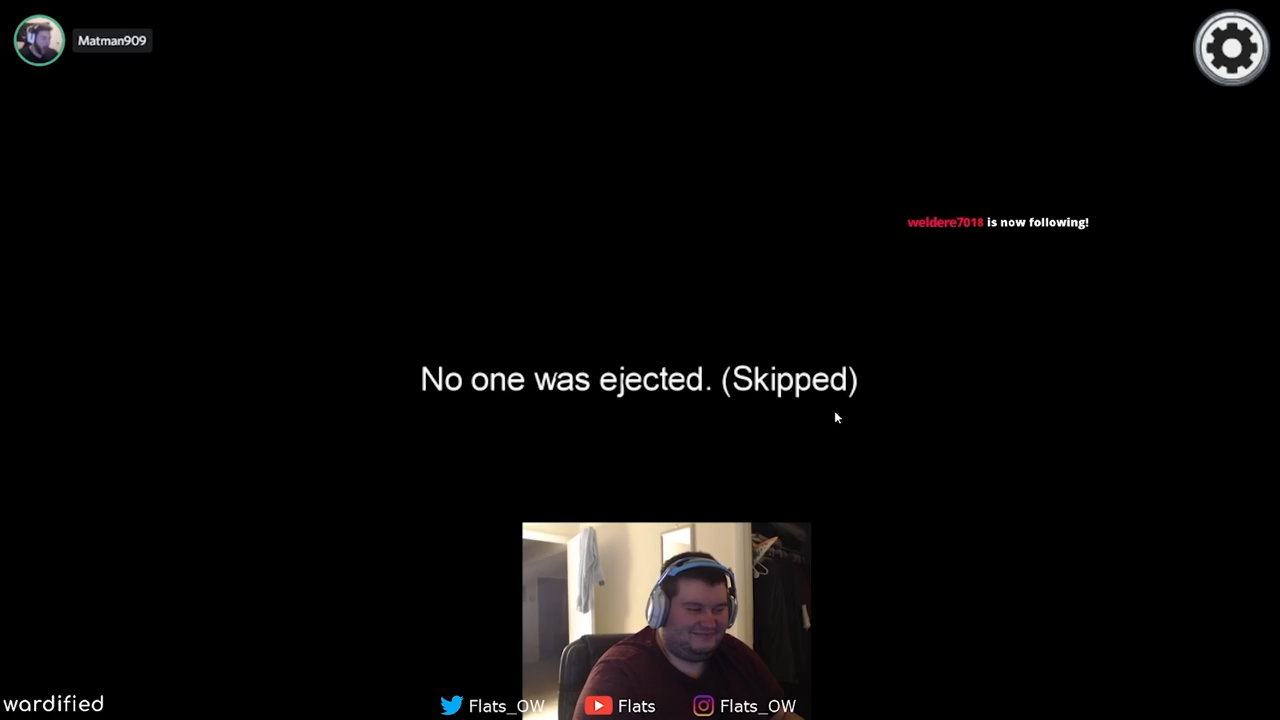 Matman909
weldere7018 is now following!
No one was ejected. (Skipped)
wardified
Flats_OW
Flats
Flats_OW